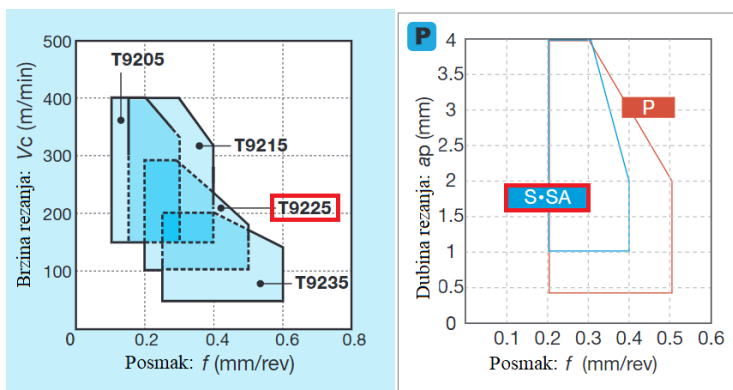 500
400
300
200
100
0
0.2
0.4
0.6
0.8
Brzina rezanja: Vc (m/min)
Posmak: f (mm/rev)
T9205
T9215
T9225
T9235
P
4
3.5
3
2.5
2
1.5
1
0.5
0
0.1
0.2
0.3
0.4
0.5
0.6
Dubina rezanja: ap (mm)
Posmak: f (mm/rev)
P
S•SA